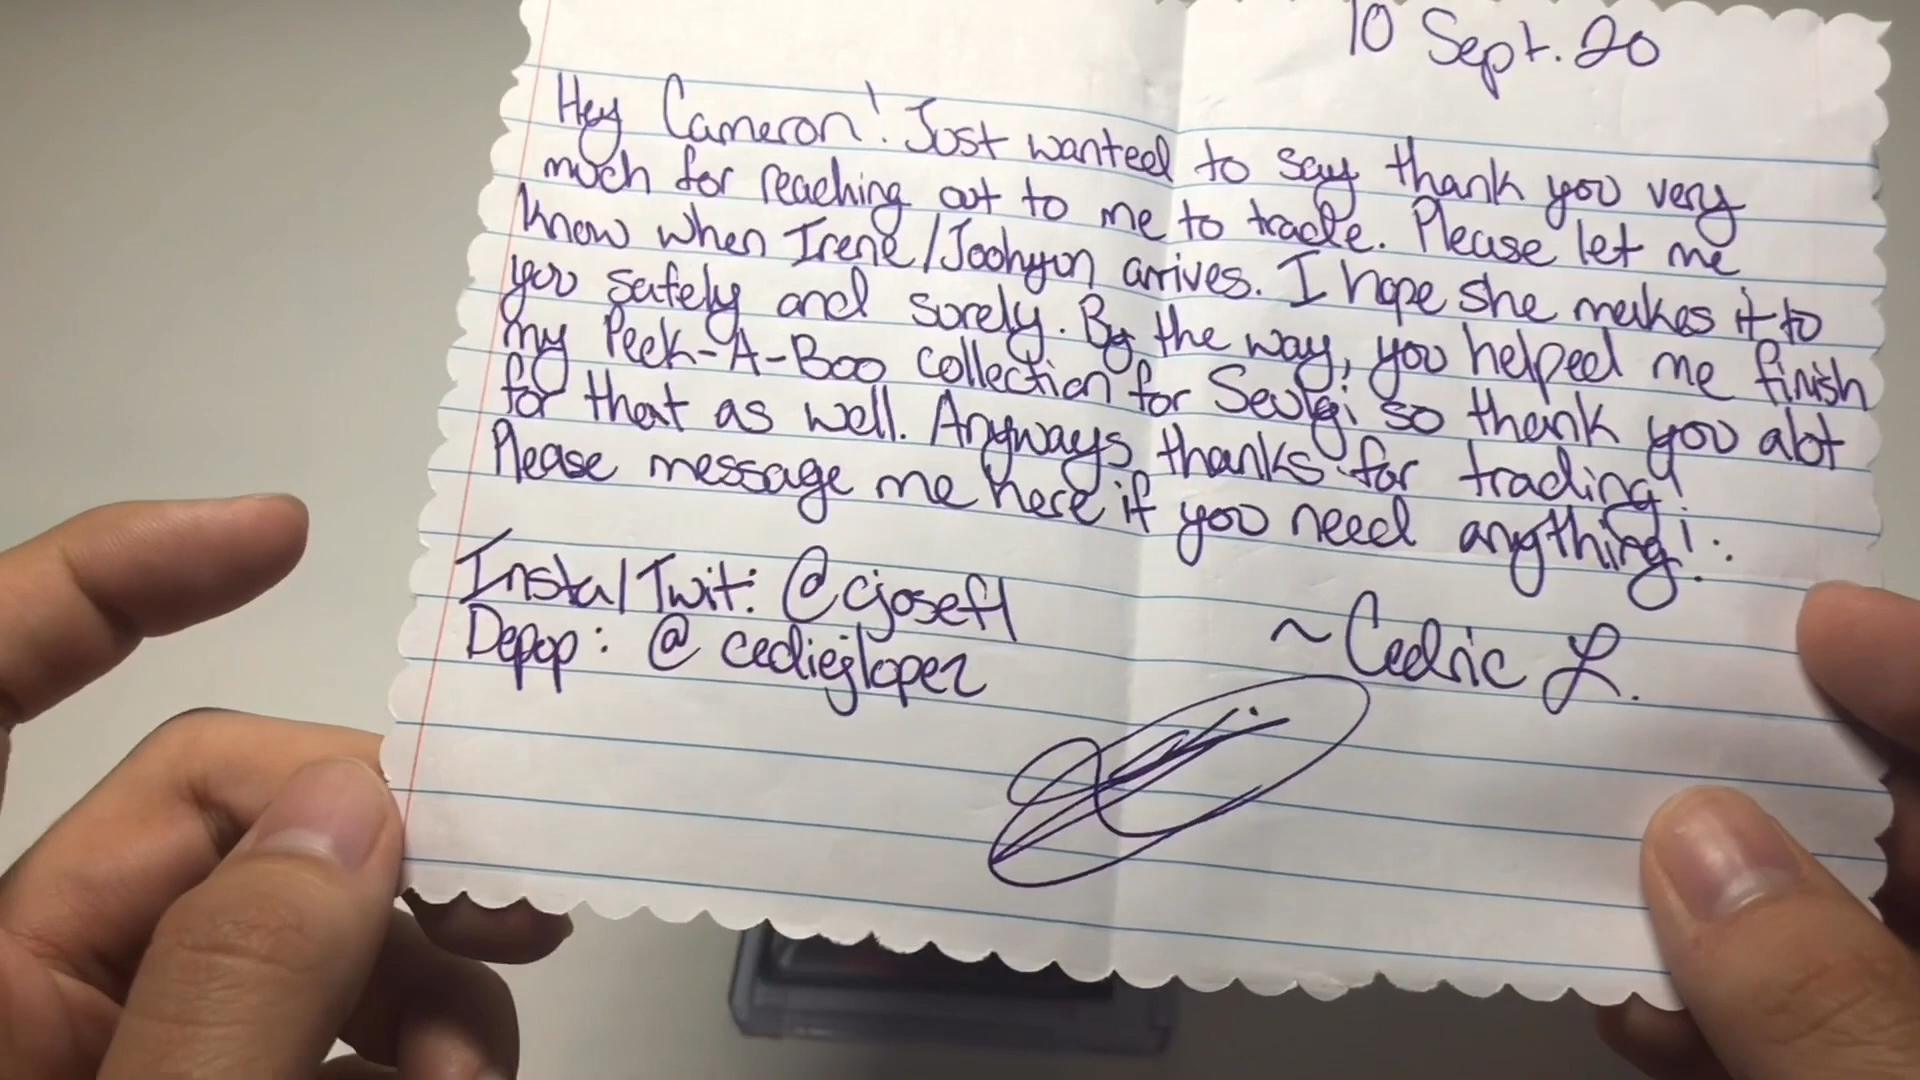 10 Sept. 20
Hey Cameron! Just wanted to say thank you very
much for reaching out to me to trade. Please let me
know when Irene/Joohyun arrives. I hope she makes it to
you safely and surely. By the way, you helped me finish
my Peek-A-Boo collection for Seulgi so thank you alot
for that as well. Anyways thanks for trading!
Please message me here if you need anything!
Insta/Twit: @cjosefl
Depop: @cediejlopez
~Cedric L.